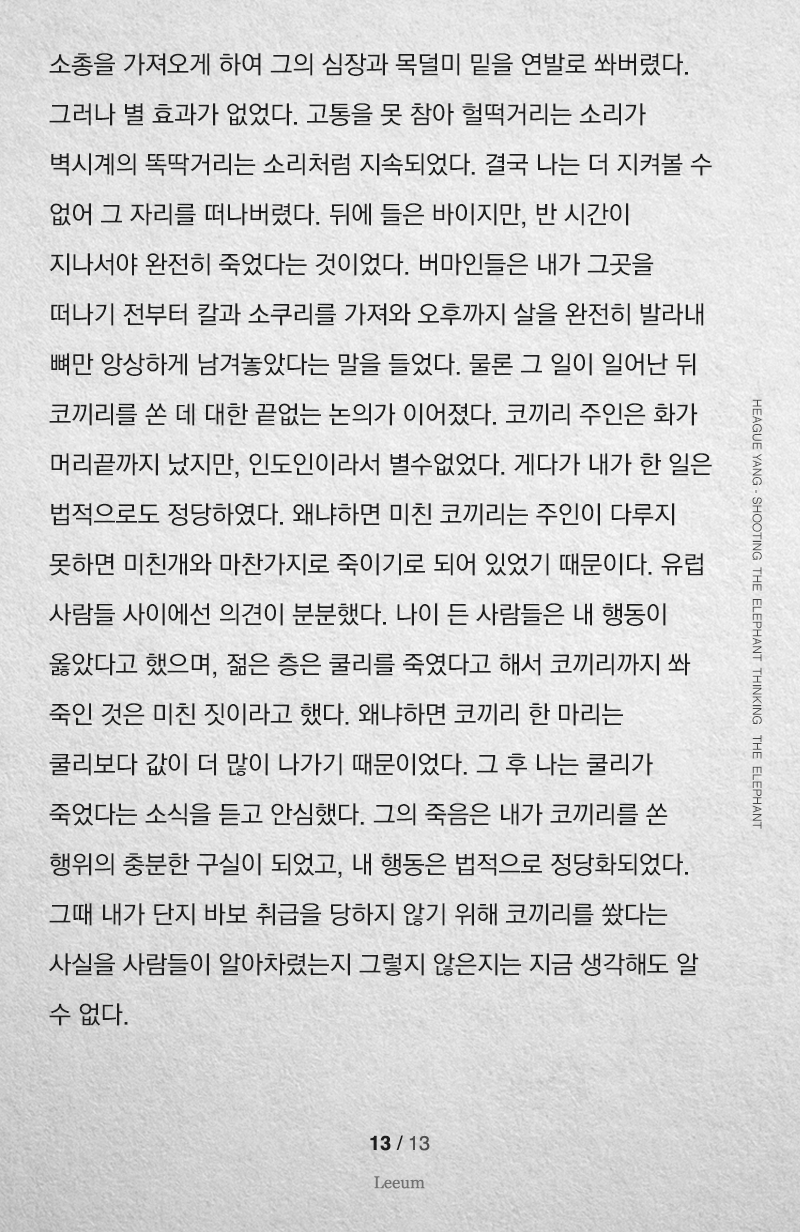 소총을 가져오게 하여 그의 심장과 목덜미 밑을 연발로 쏴버렸다.
그러나 별 효과가 없었다. 고통을 못 참아 헐떡거리는 소리가
벽시계의 똑딱거리는 소리처럼 지속되었다. 결국 나는 더 지켜볼 수
없어 그 자리를 떠나버렸다. 뒤에 들은 바이지만, 반 시간이
지나서야 완전히 죽었다는 것이었다. 버마인들은 내가 그곳을
떠나기 전부터 칼과 소쿠리를 가져와 오후까지 살을 완전히 발라내
뼈만 앙상하게 남겨놓았다는 말을 들었다. 물론 그 일이 일어난 뒤
코끼리를 쏜 데 대한 끝없는 논의가 이어졌다. 코끼리 주인은 화가
머리끝까지 났지만, 인도인이라서 별수없었다. 게다가 내가 한 일은
법적으로도 정당하였다. 왜냐하면 미친 코끼리는 주인이 다루지
못하면 미친개와 마찬가지로 죽이기로 되어 있었기 때문이다. 유럽
사람들 사이에선 의견이 분분했다. 나이 든 사람들은 내 행동이
옳았다고 했으며, 젊은 층은 쿨리를 죽였다고 해서 코끼리까지 쏴
죽인 것은 미친 짓이라고 했다. 왜냐하면 코끼리 한 마리는
쿨리보다 값이 더 많이 나가기 때문이었다. 그 후 나는 쿨리가
죽었다는 소식을 듣고 안심했다. 그의 죽음은 내가 코끼리를 쏜
행위의 충분한 구실이 되었고, 내 행동은 법적으로 정당화되었다.
그때 내가 단지 바보 취급을 당하지 않기 위해 코끼리를 쐈다는
사실을 사람들이 알아차렸는지 그렇지 않은지는 지금 생각해도 알
수 없다.
HEAGUE YANG - SHOOTING THE ELEPHANT THINKING THE ELEPHANT
13 / 13
Leeum